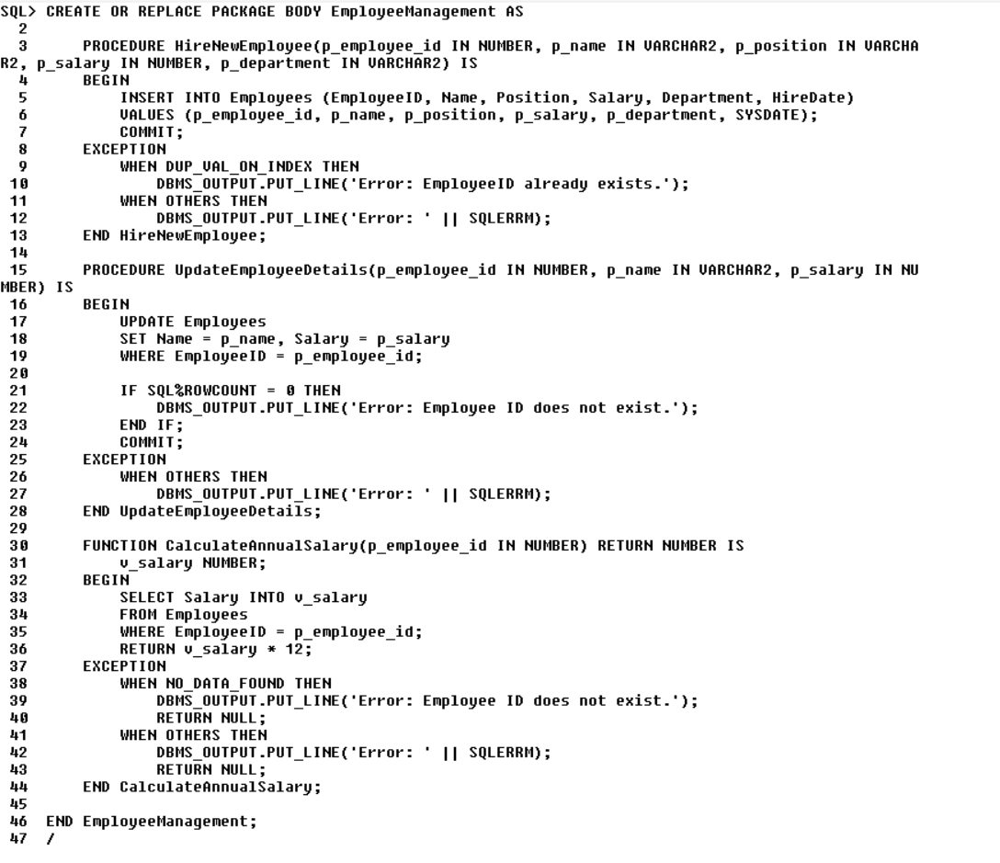 SQL> CREATE OR REPLACE PACKAGE BODY EmployeeManagement AS
  2
  3      PROCEDURE HireNewEmployee(p_employee_id IN NUMBER, p_name IN VARCHAR2, p_position IN VARCHA
R2, p_salary IN NUMBER, p_department IN VARCHAR2) IS
  4      BEGIN
  5          INSERT INTO Employees (EmployeeID, Name, Position, Salary, Department, HireDate)
  6          VALUES (p_employee_id, p_name, p_position, p_salary, p_department, SYSDATE);
  7          COMMIT;
  8      EXCEPTION
  9          WHEN DUP_VAL_ON_INDEX THEN
 10              DBMS_OUTPUT.PUT_LINE('Error: EmployeeID already exists.');
 11          WHEN OTHERS THEN
 12              DBMS_OUTPUT.PUT_LINE('Error: ' || SQLERRM);
 13      END HireNewEmployee;
 14
 15      PROCEDURE UpdateEmployeeDetails(p_employee_id IN NUMBER, p_name IN VARCHAR2, p_salary IN NU
MBER) IS
 16      BEGIN
 17          UPDATE Employees
 18          SET Name = p_name, Salary = p_salary
 19          WHERE EmployeeID = p_employee_id;
 20
 21          IF SQL%ROWCOUNT = 0 THEN
 22              DBMS_OUTPUT.PUT_LINE('Error: Employee ID does not exist.');
 23          END IF;
 24          COMMIT;
 25      EXCEPTION
 26          WHEN OTHERS THEN
 27              DBMS_OUTPUT.PUT_LINE('Error: ' || SQLERRM);
 28      END UpdateEmployeeDetails;
 29
 30      FUNCTION CalculateAnnualSalary(p_employee_id IN NUMBER) RETURN NUMBER IS
 31          v_salary NUMBER;
 32      BEGIN
 33          SELECT Salary INTO v_salary
 34          FROM Employees
 35          WHERE EmployeeID = p_employee_id;
 36          RETURN v_salary * 12;
 37      EXCEPTION
 38          WHEN NO_DATA_FOUND THEN
 39              DBMS_OUTPUT.PUT_LINE('Error: Employee ID does not exist.');
 40              RETURN NULL;
 41          WHEN OTHERS THEN
 42              DBMS_OUTPUT.PUT_LINE('Error: ' || SQLERRM);
 43              RETURN NULL;
 44      END CalculateAnnualSalary;
 45
 46  END EmployeeManagement;
 47  /